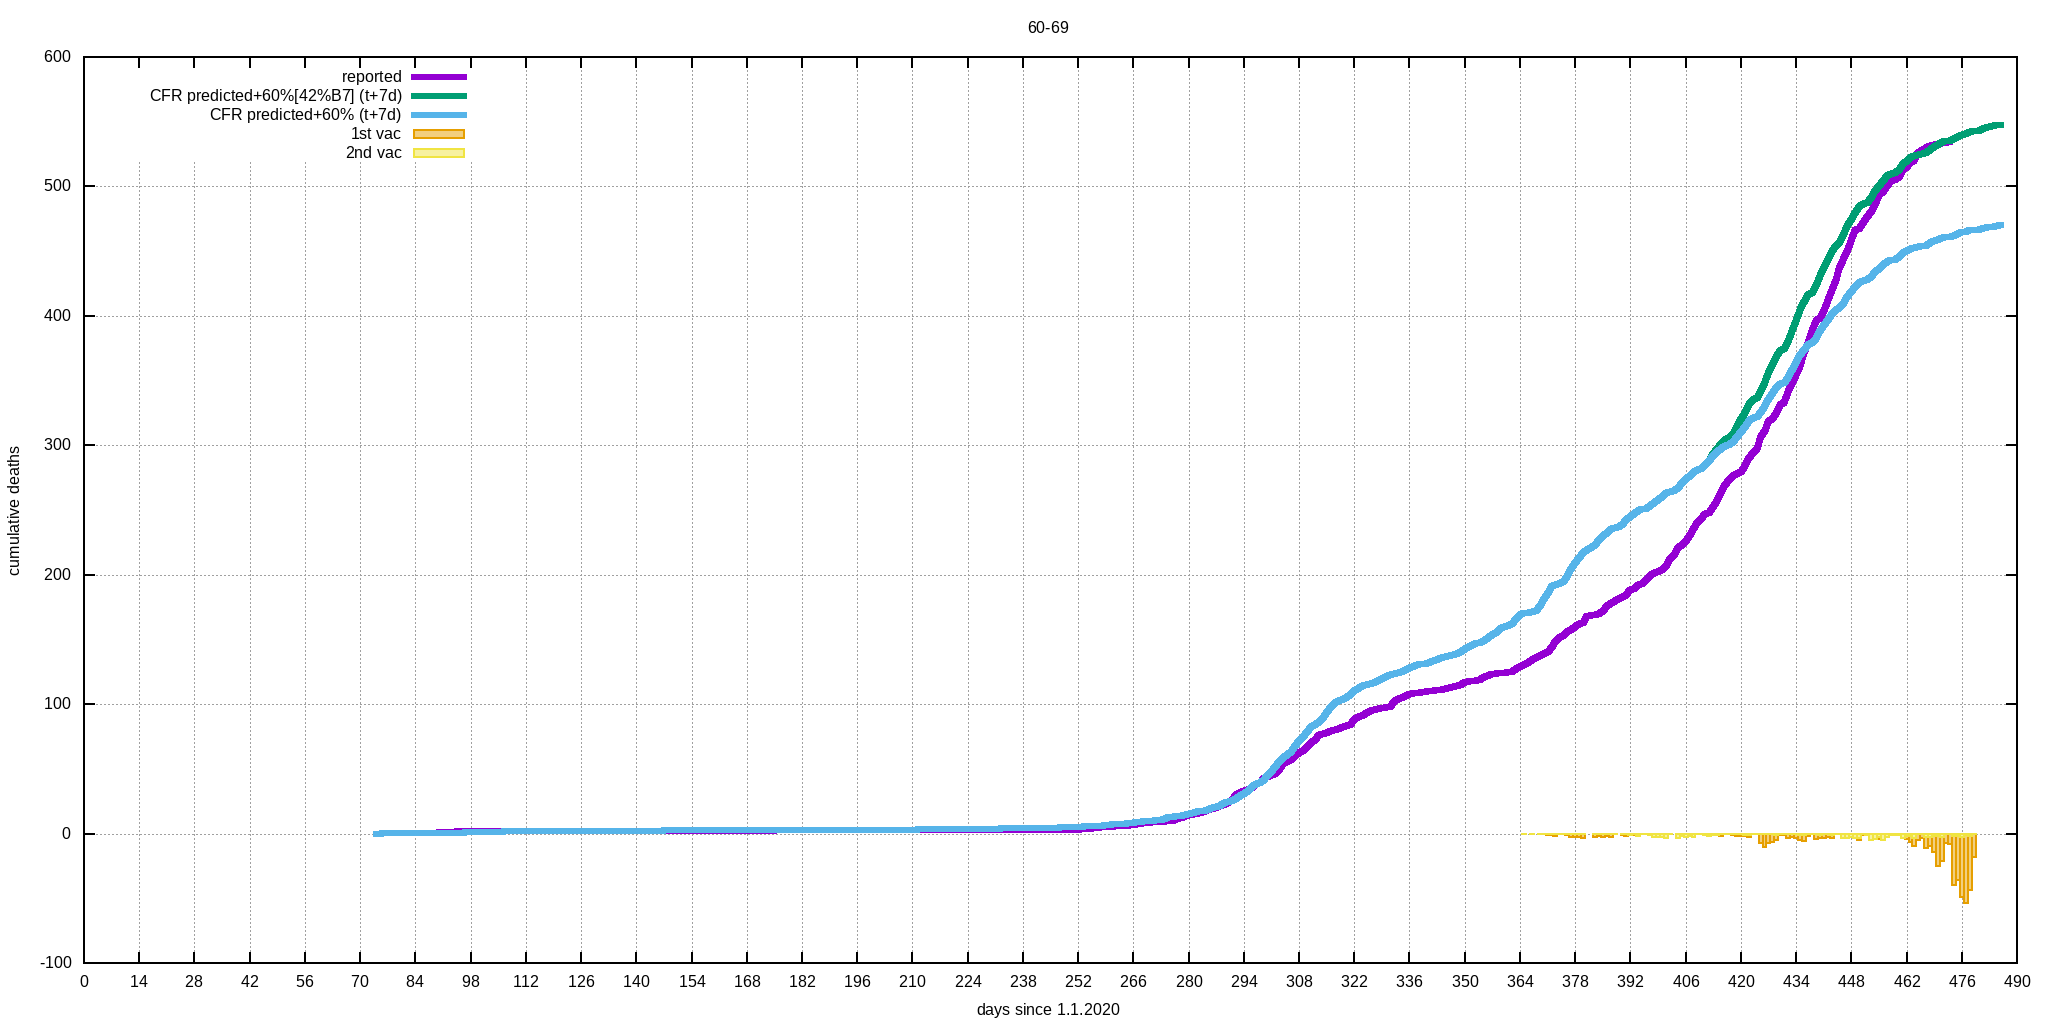 60-69
600
500
400
300
200
100
0
-100
cumulative deaths
reported
CFR predicted+60%[42%B7] (t+7d)
CFR predicted+60% (t+7d)
1st vac
2nd vac
0 14 28 42 56 70 84 98 112 126 140 154 168 182 196 210 224 238 252 266 280 294 308 322 336 350 364 378 392 406 420 434 448 462 476 490
days since 1.1.2020